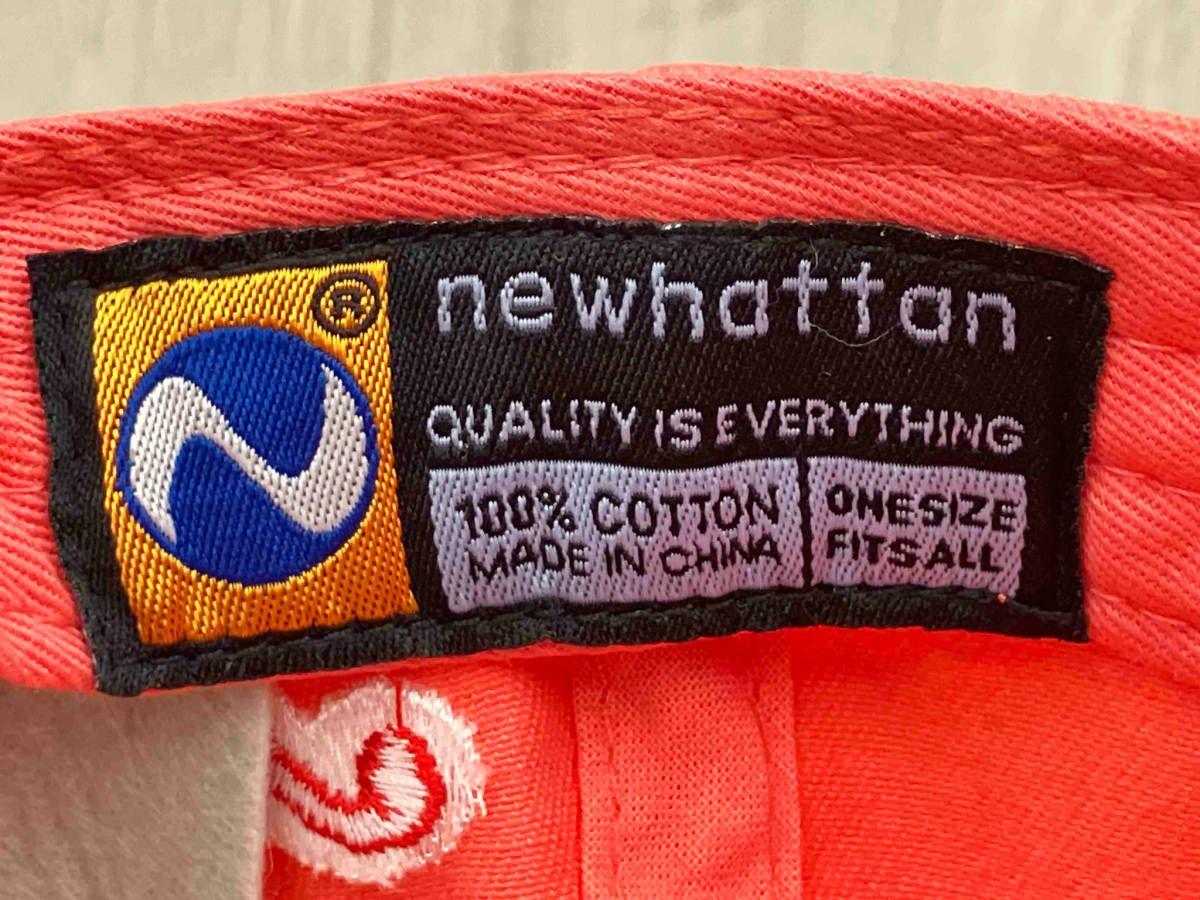 ®
newhattan
QUALITY IS EVERYTHING
100% COTTON
MADE IN CHINA
ONE SIZE
FITS ALL